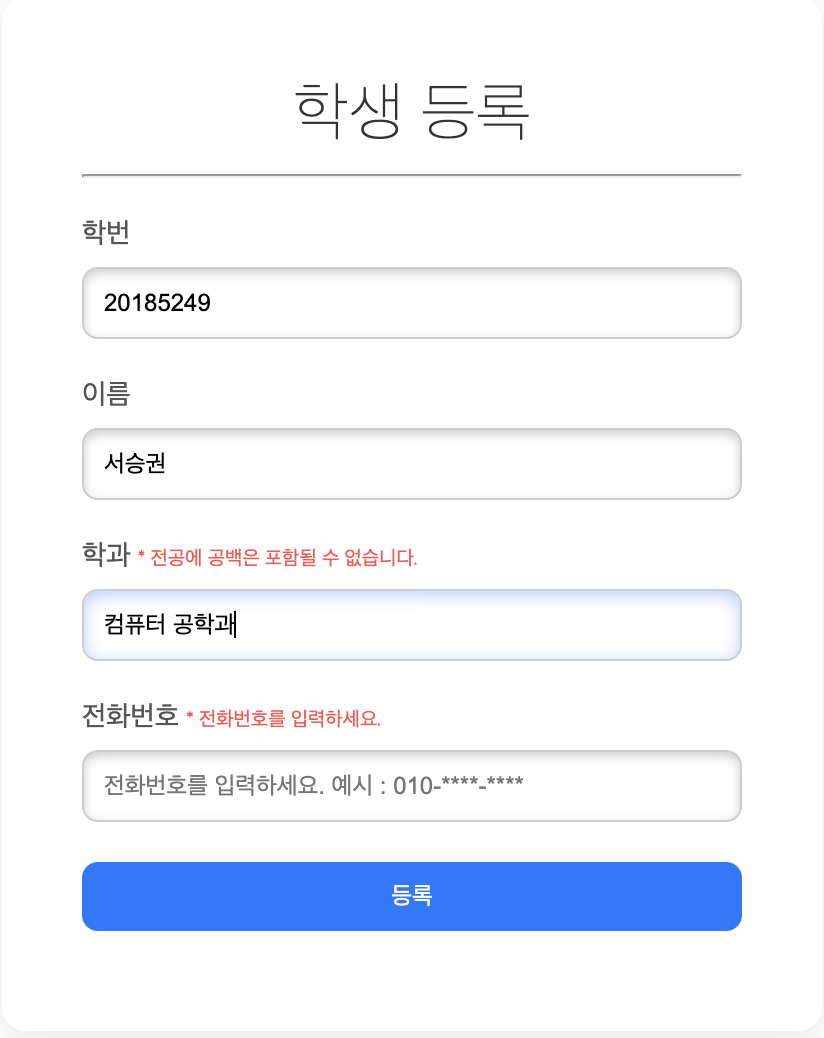 학생 등록
학번
20185249
이름
서승권
학과 * 전공에 공백은 포함될 수 없습니다.
컴퓨터 공학과
전화번호 * 전화번호를 입력하세요.
전화번호를 입력하세요. 예시 : 010-****-****
등록